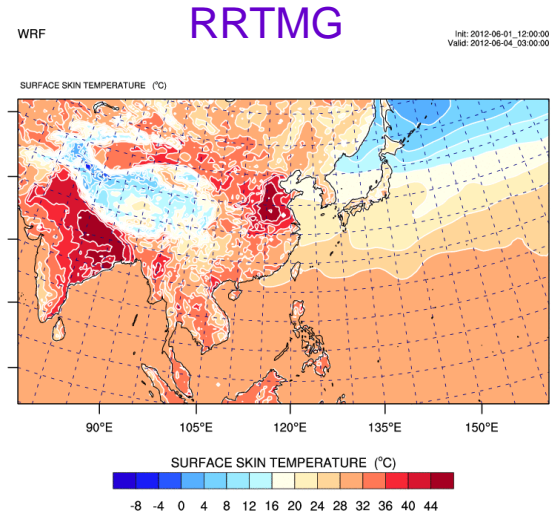 RRTMG
WRF
Init: 2012-06-01_12:00:00
Valid: 2012-06-04_03:00:00
SURFACE SKIN TEMPERATURE (°C)
90°E 105°E 120°E 135°E 150°E
SURFACE SKIN TEMPERATURE (°C)
-8 -4 0 4 8 12 16 20 24 28 32 36 40 44